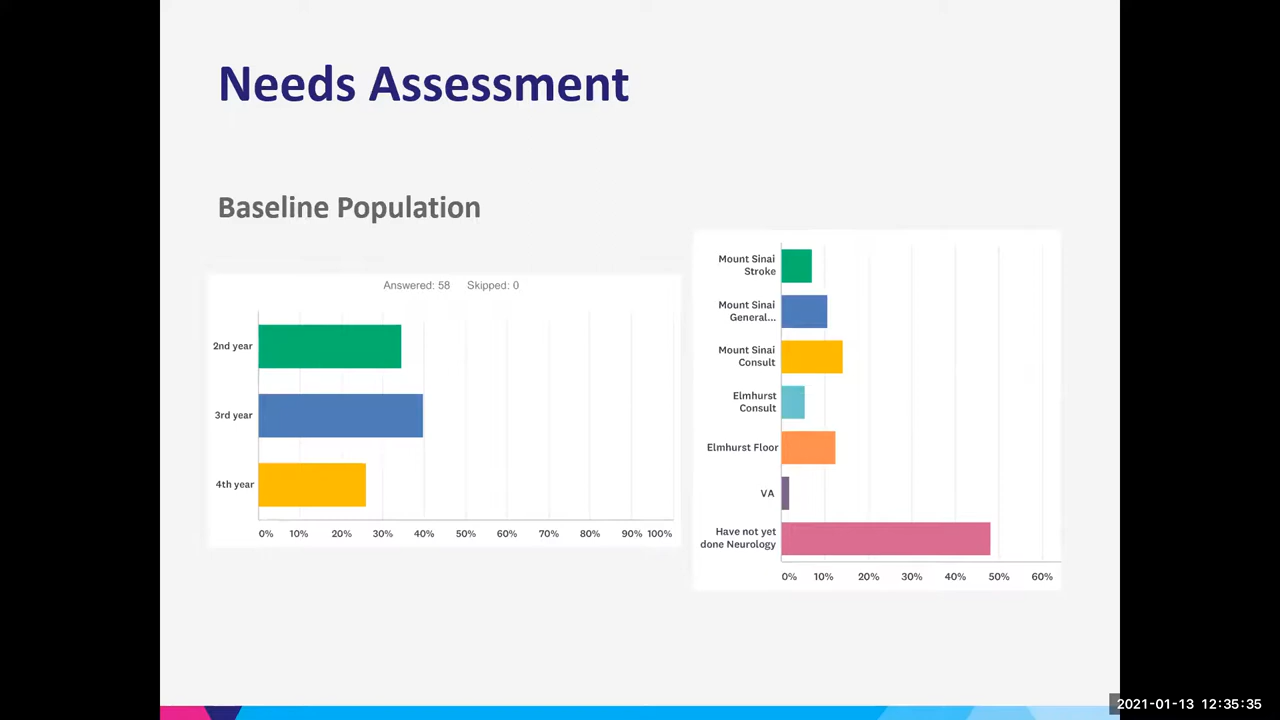 Needs Assessment
Baseline Population
Answered: 58 Skipped: 0
2nd year
3rd year
4th year
0% 10% 20% 30% 40% 50% 60% 70% 80% 90% 100%
Mount Sinai
Stroke
Mount Sinai
General...
Mount Sinai
Consult
Elmhurst
Consult
Elmhurst Floor
VA
Have not yet
done Neurology
0% 10% 20% 30% 40% 50% 60%
2021-01-13 12:35:35